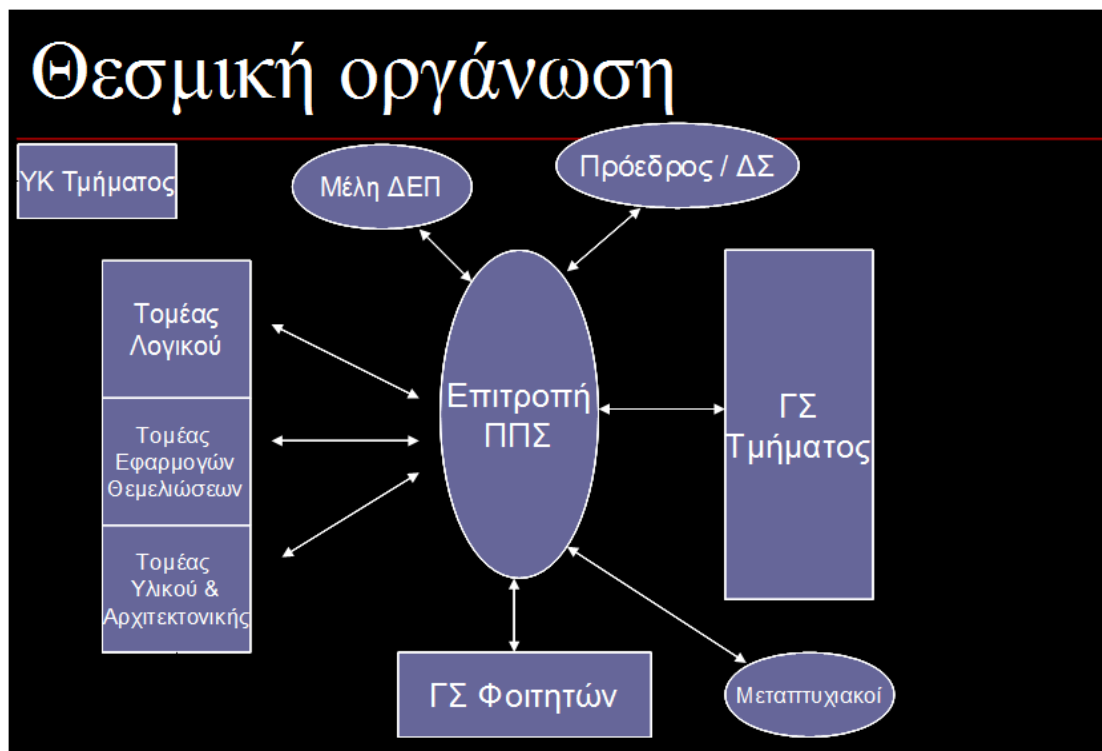 Θεσμική οργάνωση
ΥΚ Τμήματος
Μέλη ΔΕΠ
Πρόεδρος / ΔΣ
Τομέας
Λογικού
Τομέας
Εφαρμογών
Θεμελιώσεων
Τομέας
Υλικού &
Αρχιτεκτονικής
Επιτροπή
ΠΠΣ
ΓΣ
Τμήματος
ΓΣ Φοιτητών
Μεταπτυχιακοί